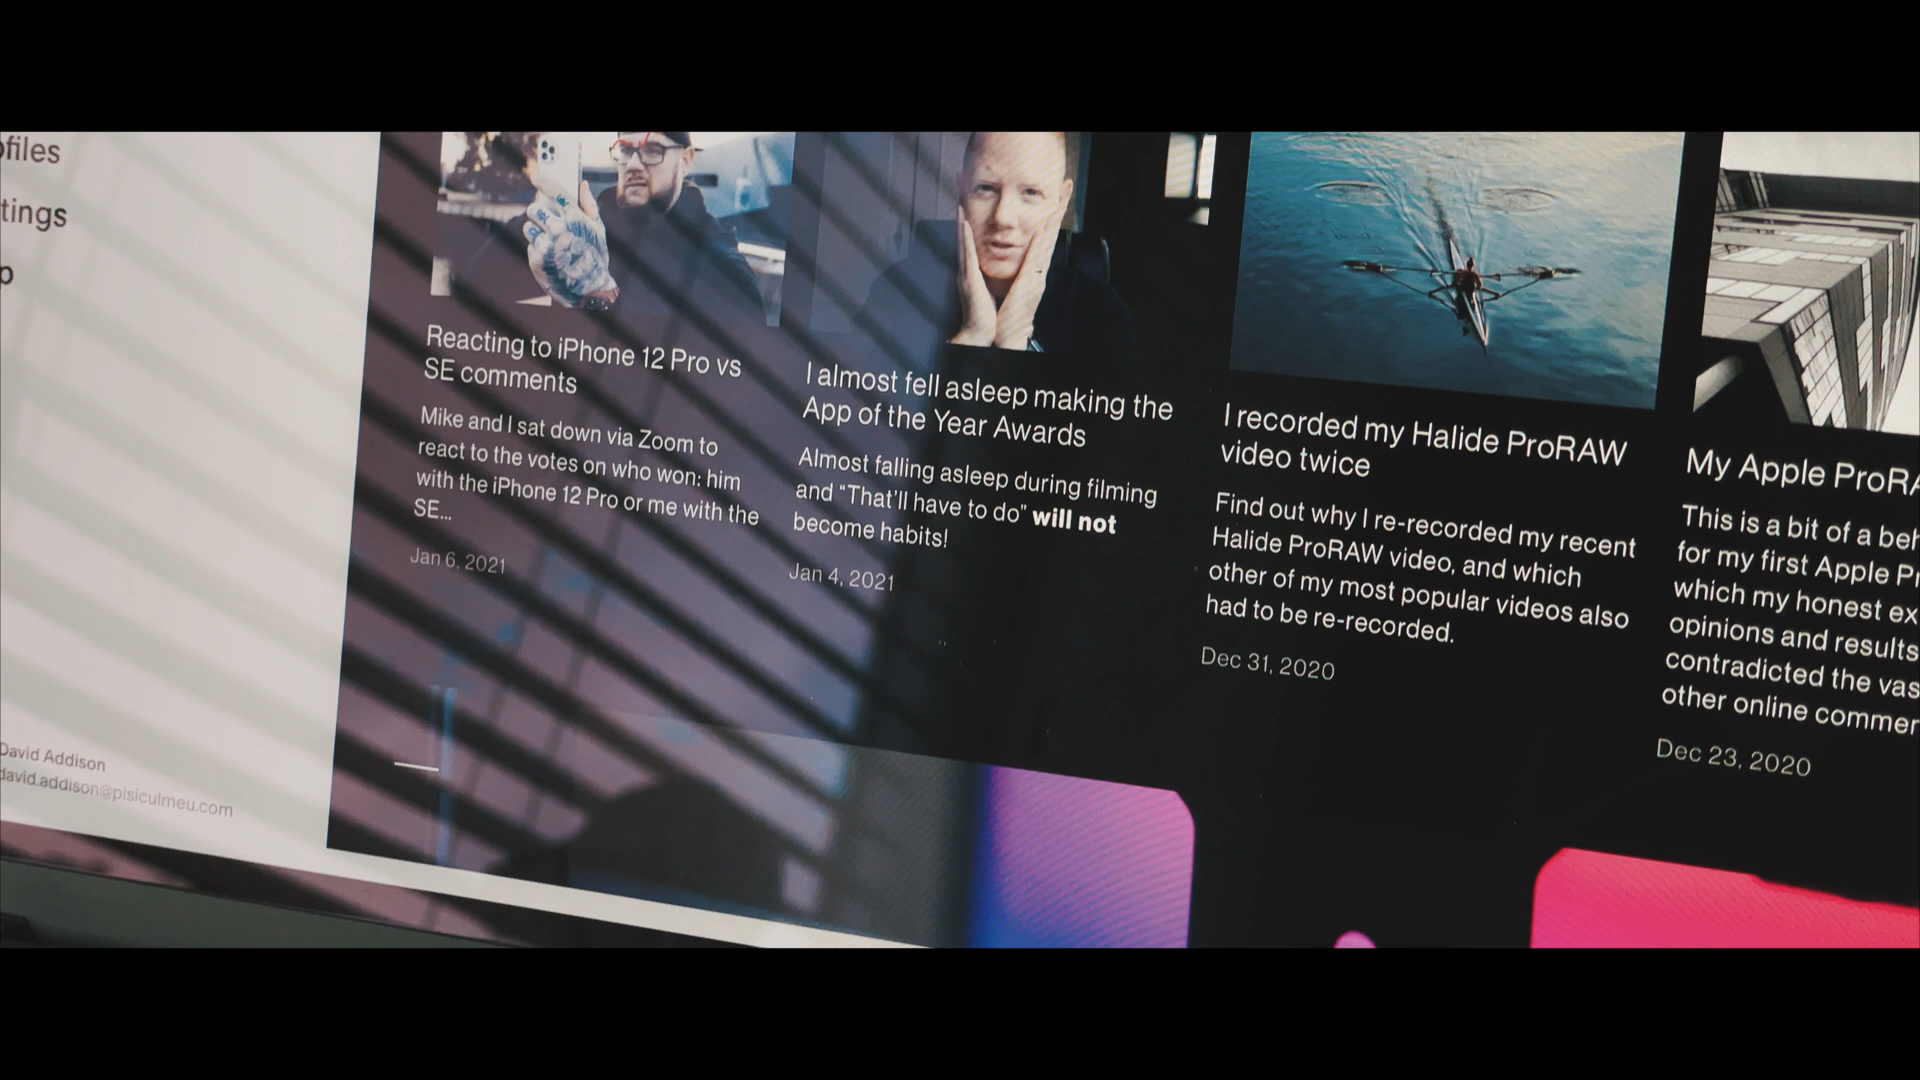 ofiles
tings
p
David Addison
david.addison@pisiculmeu.com
Reacting to iPhone 12 Pro vs
SE comments
Mike and I sat down via Zoom to
react to the votes on who won: him
with the iPhone 12 Pro or me with the
SE...
Jan 6, 2021
I almost fell asleep making the
App of the Year Awards
Almost falling asleep during filming
and “That’ll have to do” will not
become habits!
Jan 4, 2021
I recorded my Halide ProRAW
video twice
Find out why I re-recorded my recent
Halide ProRAW video, and which
other of my most popular videos also
had to be re-recorded.
Dec 31, 2020
My Apple ProRA
This is a bit of a beh
for my first Apple Pr
which my honest ex
opinions and results
contradicted the vas
other online commer
Dec 23, 2020